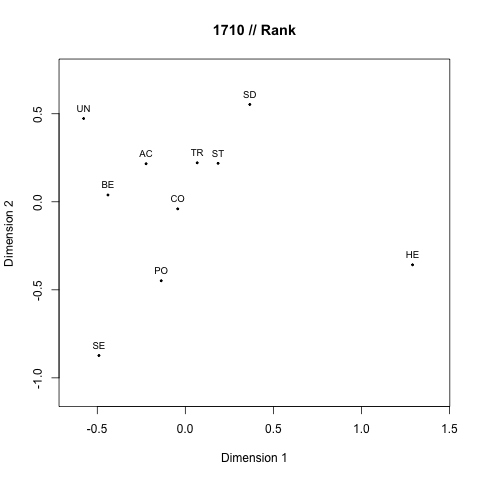 1710 // Rank
SD
UN
TR ST
AC
BE
CO
HE
PO
SE
0.5
0.0
-0.5
-1.0
Dimension 2
-0.5 0.0 0.5 1.0 1.5
Dimension 1